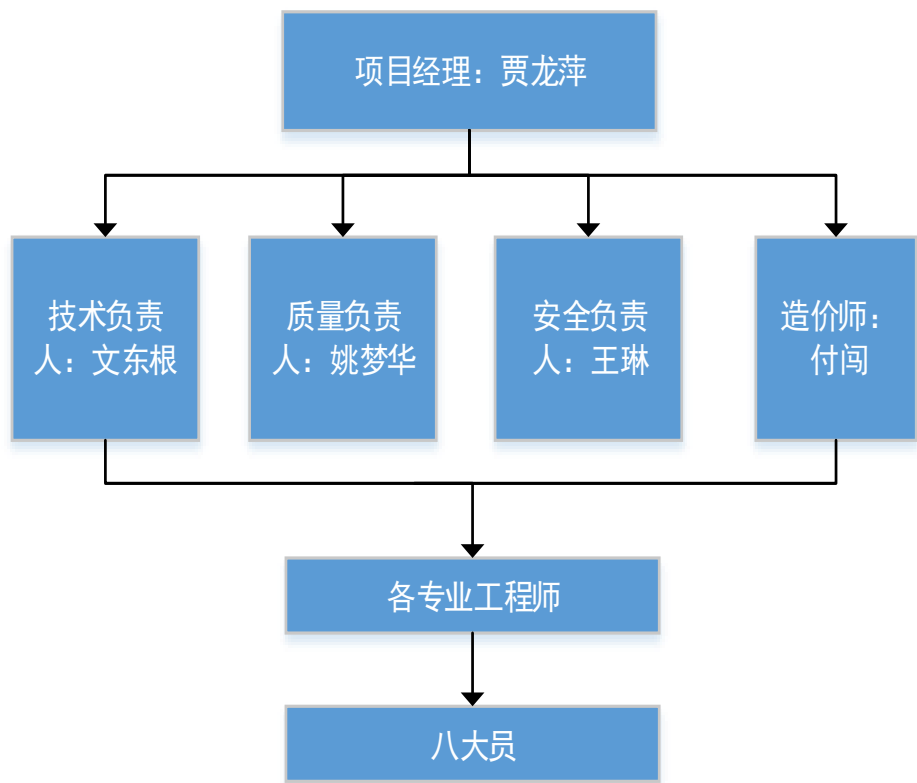 项目经理：贾龙萍
技术负责
人：文东根
质量负责
人：姚梦华
安全负责
人：王琳
造价师：
付闯
各专业工程师
八大员